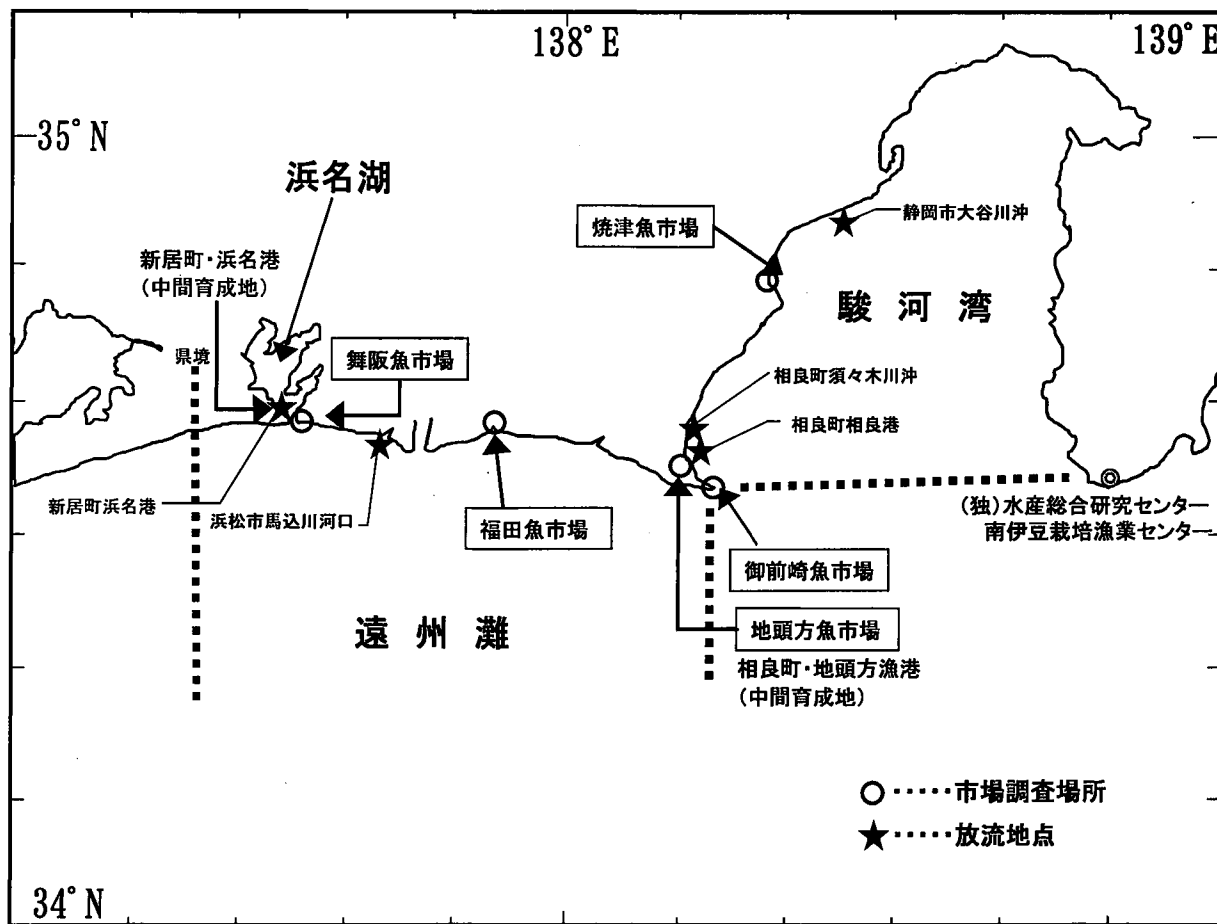 138°E
139°E
35°N
浜名湖
焼津魚市場
静岡市大谷川沖
新居町・浜名港
(中間育成地)
駿河湾
県境
舞阪魚市場
相良町須々木川沖
相良町相良港
新居町浜名港
浜松市馬込川河口
福田魚市場
(独)水産総合研究センター
南伊豆栽培漁業センター
御前崎魚市場
遠州灘
地頭方魚市場
相良町・地頭方漁港
(中間育成地)
市場調査場所
放流地点
34°N